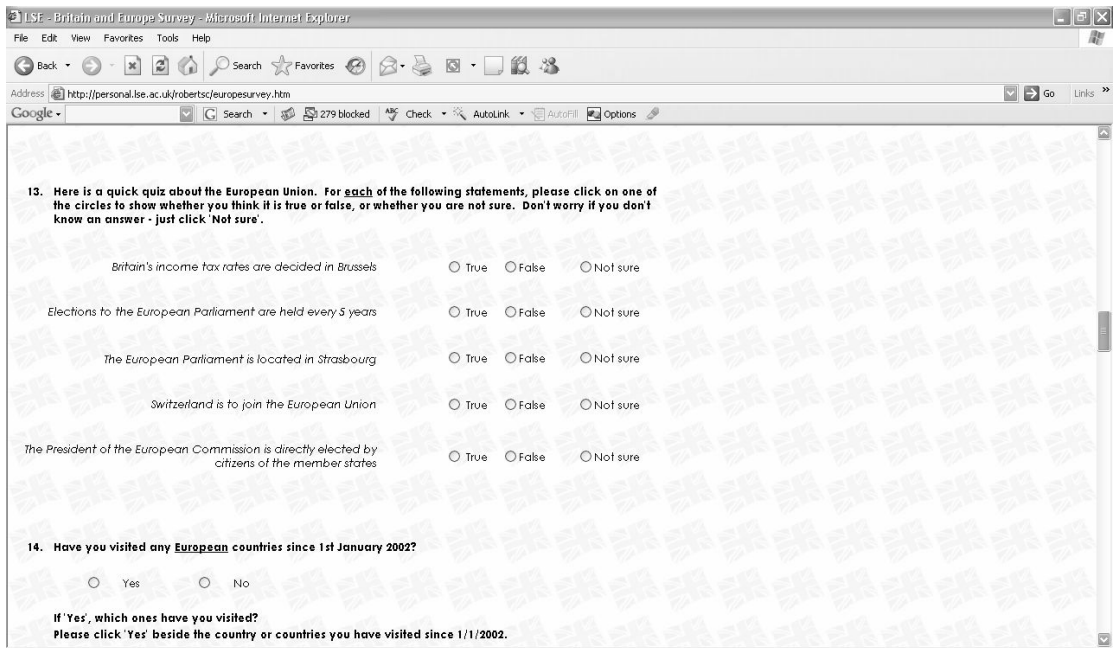 LSE - Britain and Europe Survey - Microsoft Internet Explorer
File Edit View Favorites Tools Help
Back Search Favorites
Address http://personal.lse.ac.uk/robertsc/europesurvey.htm Go Links »
Google Search 279 blocked ABC Check AutoLink AutoFill Options
13. Here is a quick quiz about the European Union. For each of the following statements, please click on one of
the circles to show whether you think it is true or false, or whether you are not sure. Don't worry if you don't
know an answer - just click 'Not sure'.
Britain's income tax rates are decided in Brussels True False Not sure
Elections to the European Parliament are held every 5 years True False Not sure
The European Parliament is located in Strasbourg True False Not sure
Switzerland is to join the European Union True False Not sure
The President of the European Commission is directly elected by
citizens of the member states True False Not sure
14. Have you visited any European countries since 1st January 2002?
Yes No
If 'Yes', which ones have you visited?
Please click 'Yes' beside the country or countries you have visited since 1/1/2002.